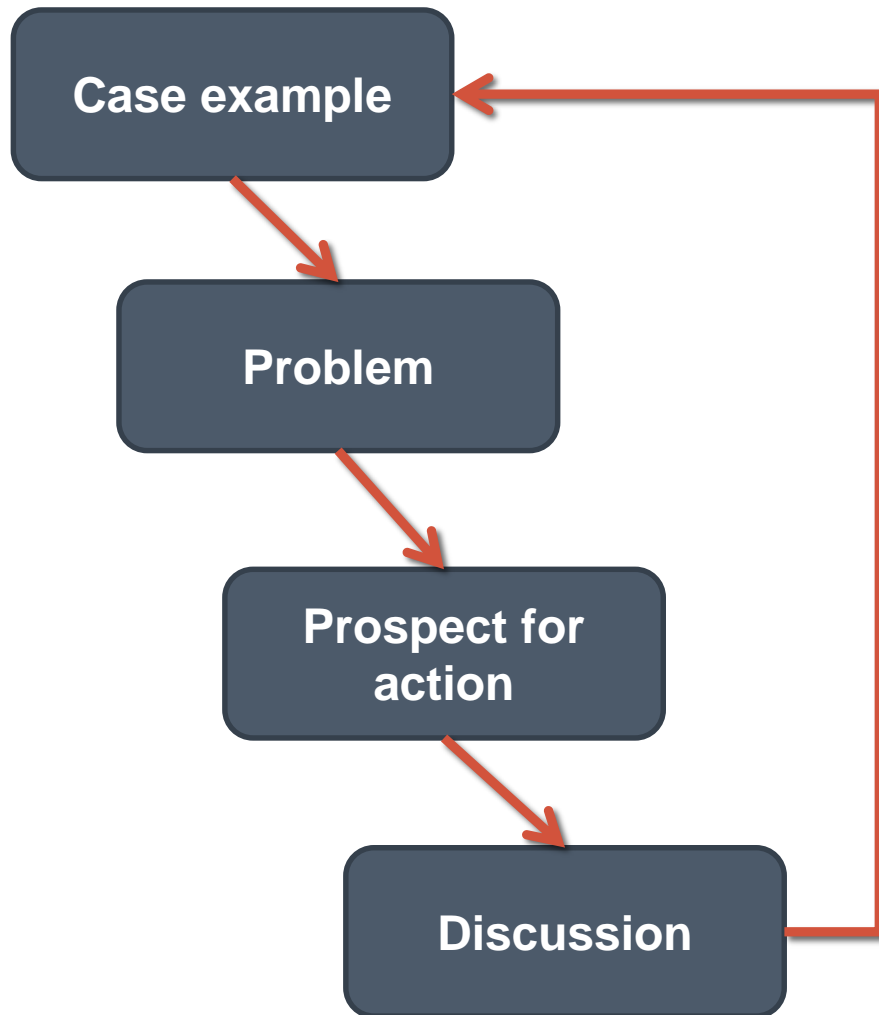 Case example
Problem
Prospect for
action
Discussion